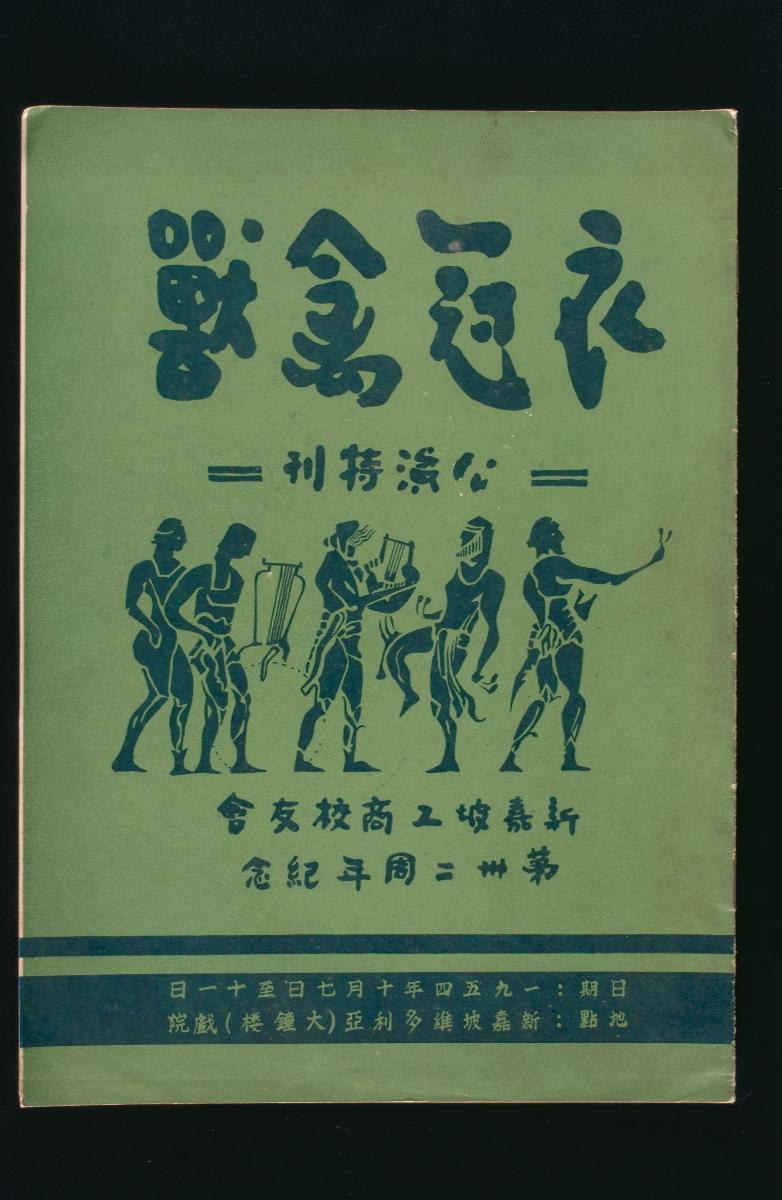 衣冠禽獸
公演特刊
新嘉坡工商校友會
第卅二周年紀念
日期：一九五四年十月七日至十一日
地點：新嘉坡維多利亞(大鐘楼)戲院